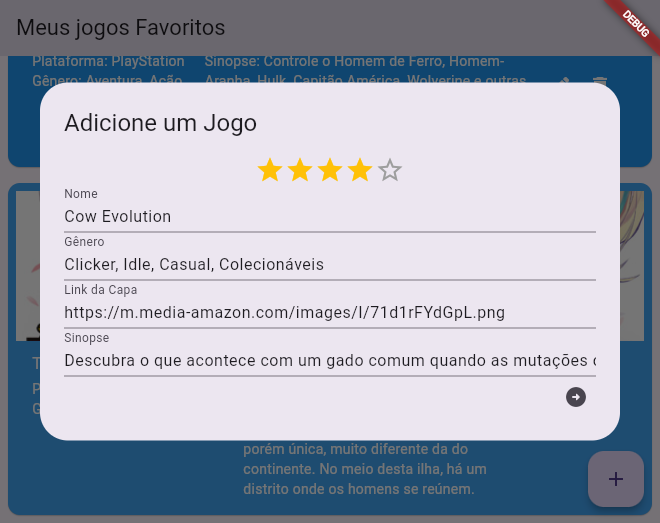 Meus jogos Favoritos
DEBUG
Plataforma: PlayStation
Sinopse: Controle o Homem de Ferro, Homem-
Gênero: Aventura, Ação
Aranha, Hulk, Capitão América, Wolverine e outras
Adicione um Jogo
Nome
Cow Evolution
Gênero
Clicker, Idle, Casual, Colecionáveis
Link da Capa
https://m.media-amazon.com/images/I/71d1rFYdGpL.png
Sinopse
Descubra o que acontece com um gado comum quando as mutações
porém única, muito diferente da do
continente. No meio desta ilha, há um
distrito onde os homens se reúnem.